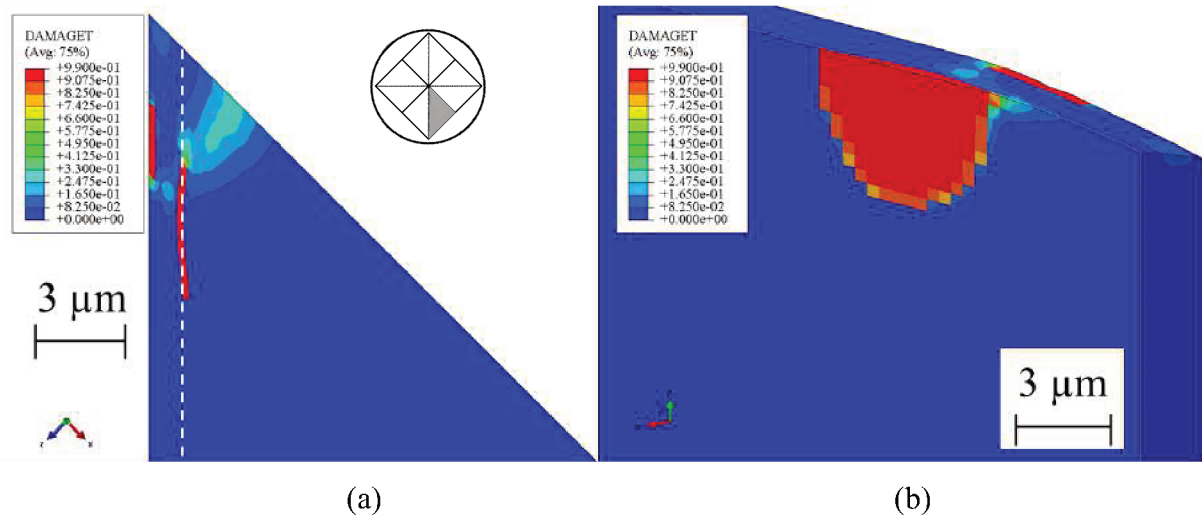 DAMAGET
(Avg: 75%)
+9.900e-01
+9.075e-01
+8.250e-01
+7.425e-01
+6.600e-01
+5.775e-01
+4.950e-01
+4.125e-01
+3.300e-01
+2.475e-01
+1.650e-01
+8.250e-02
+0.000e+00
3 µm
z
x
(a)
DAMAGET
(Avg: 75%)
+9.900e-01
+9.075e-01
+8.250e-01
+7.425e-01
+6.600e-01
+5.775e-01
+4.950e-01
+4.125e-01
+3.300e-01
+2.475e-01
+1.650e-01
+8.250e-02
+0.000e+00
3 µm
(b)